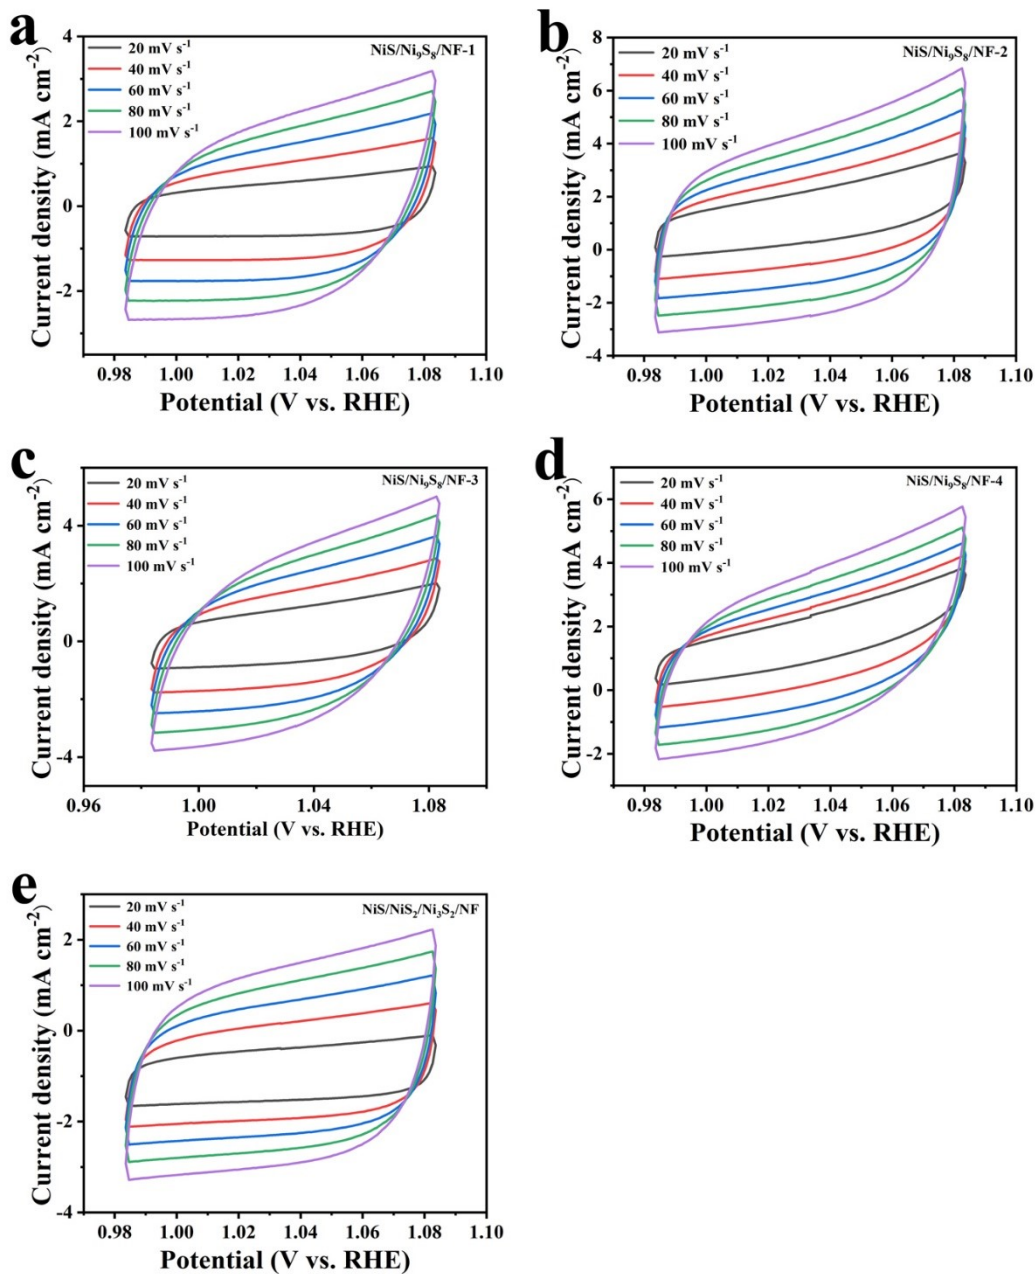 a
20 mV s⁻¹
40 mV s⁻¹
60 mV s⁻¹
80 mV s⁻¹
100 mV s⁻¹
NiS/Ni₉S₈/NF-1
4
2
0
-2
Current density (mA cm⁻²)
0.98 1.00 1.02 1.04 1.06 1.08 1.10
Potential (V vs. RHE)
b
20 mV s⁻¹
40 mV s⁻¹
60 mV s⁻¹
80 mV s⁻¹
100 mV s⁻¹
NiS/Ni₉S₈/NF-2
8
6
4
2
0
-2
-4
Current density (mA cm⁻²)
0.98 1.00 1.02 1.04 1.06 1.08 1.10
Potential (V vs. RHE)
c
20 mV s⁻¹
40 mV s⁻¹
60 mV s⁻¹
80 mV s⁻¹
100 mV s⁻¹
NiS/Ni₉S₈/NF-3
4
0
-4
Current density (mA cm⁻²)
0.96 1.00 1.04 1.08
Potential (V vs. RHE)
d
20 mV s⁻¹
40 mV s⁻¹
60 mV s⁻¹
80 mV s⁻¹
100 mV s⁻¹
NiS/Ni₉S₈/NF-4
6
4
2
0
-2
Current density (mA cm⁻²)
0.98 1.00 1.02 1.04 1.06 1.08 1.10
Potential (V vs. RHE)
e
20 mV s⁻¹
40 mV s⁻¹
60 mV s⁻¹
80 mV s⁻¹
100 mV s⁻¹
NiS/NiS₂/Ni₃S₂/NF
2
0
-2
-4
Current density (mA cm⁻²)
0.98 1.00 1.02 1.04 1.06 1.08 1.10
Potential (V vs. RHE)